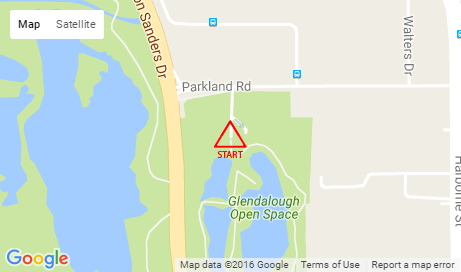 Map Satellite
on Sanders Dr
Walters Dr
Parkland Rd
START
Harborne St
Glendalough
Open Space
Google
Map data ©2016 Google Terms of Use Report a map error